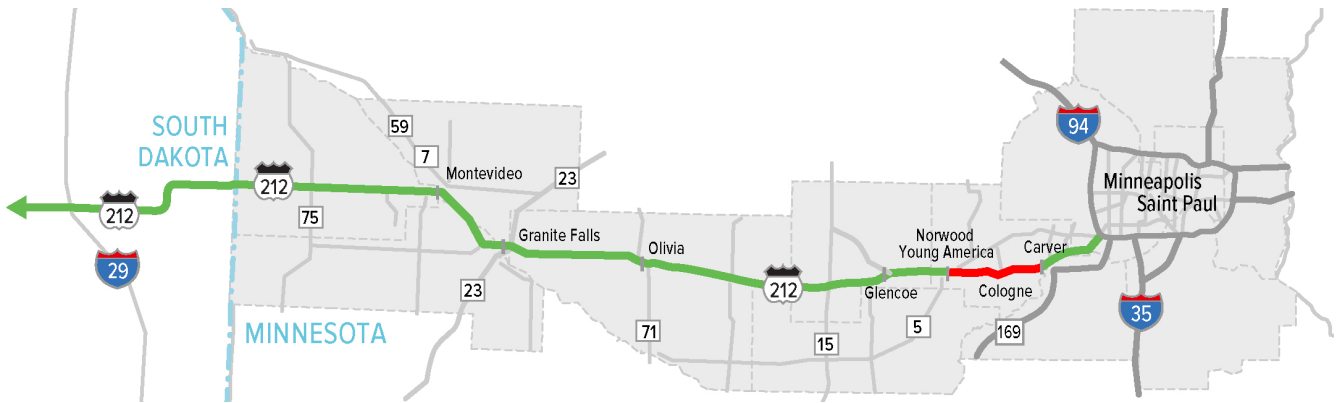 94
59
SOUTH
DAKOTA
7
Montevideo
23
212
Minneapolis
Saint Paul
212
75
Granite Falls
Olivia
Norwood
Young America
Carver
29
23
212
Glencoe
Cologne
35
MINNESOTA
71
15
5
169